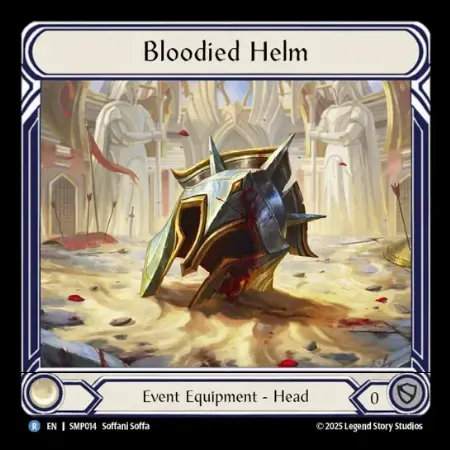 Bloodied Helm
Event Equipment - Head
0
R EN | SMP014 Soffani Soffa ©2025 Legend Story Studios